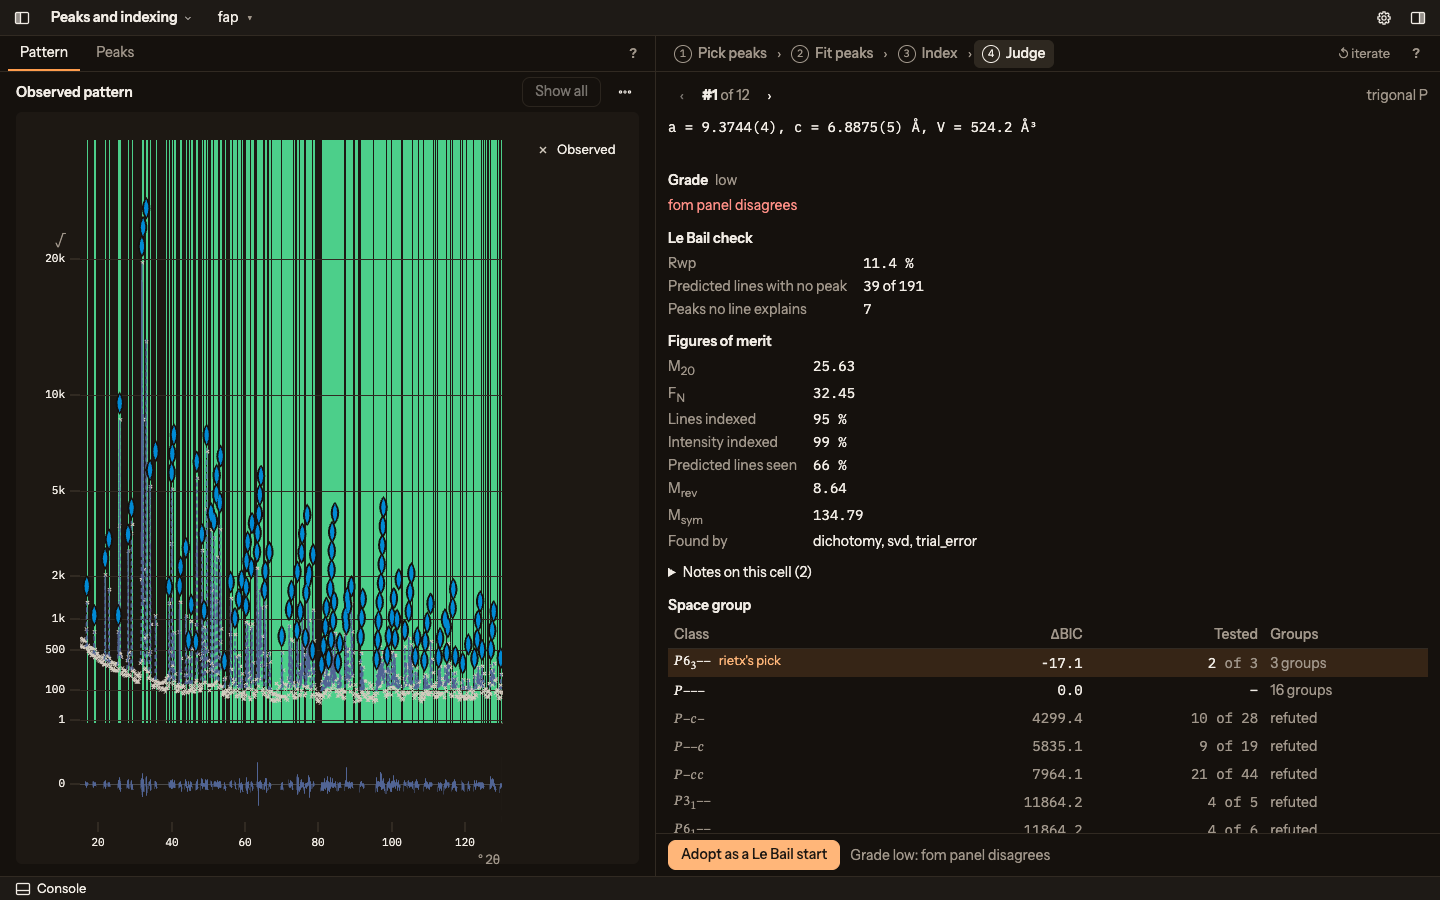 Peaks and indexing
fap
Pattern
Peaks
?
1 Pick peaks › 2 Fit peaks › 3 Index › 4 Judge
iterate
?
Observed pattern
Show all
•••
× Observed
√
20k
10k
5k
2k
1k
500
100
1
0
20 40 60 80 100 120
°2θ
‹ #1 of 12 ›
trigonal P
a = 9.3744(4), c = 6.8875(5) Å, V = 524.2 Å³
Grade low
fom panel disagrees
Le Bail check
Rwp 11.4 %
Predicted lines with no peak 39 of 191
Peaks no line explains 7
Figures of merit
M20 25.63
FN 32.45
Lines indexed 95 %
Intensity indexed 99 %
Predicted lines seen 66 %
Mrev 8.64
Msym 134.79
Found by dichotomy, svd, trial_error
▶ Notes on this cell (2)
Space group
Class ΔBIC Tested Groups
P6₃–– rietx's pick -17.1 2 of 3 3 groups
P––– 0.0 – 16 groups
P–c– 4299.4 10 of 28 refuted
P––c 5835.1 9 of 19 refuted
P–cc 7964.1 21 of 44 refuted
P3₁–– 11864.2 4 of 5 refuted
P6₁–– 11864.2 4 of 6 refuted
Adopt as a Le Bail start
Grade low: fom panel disagrees
Console